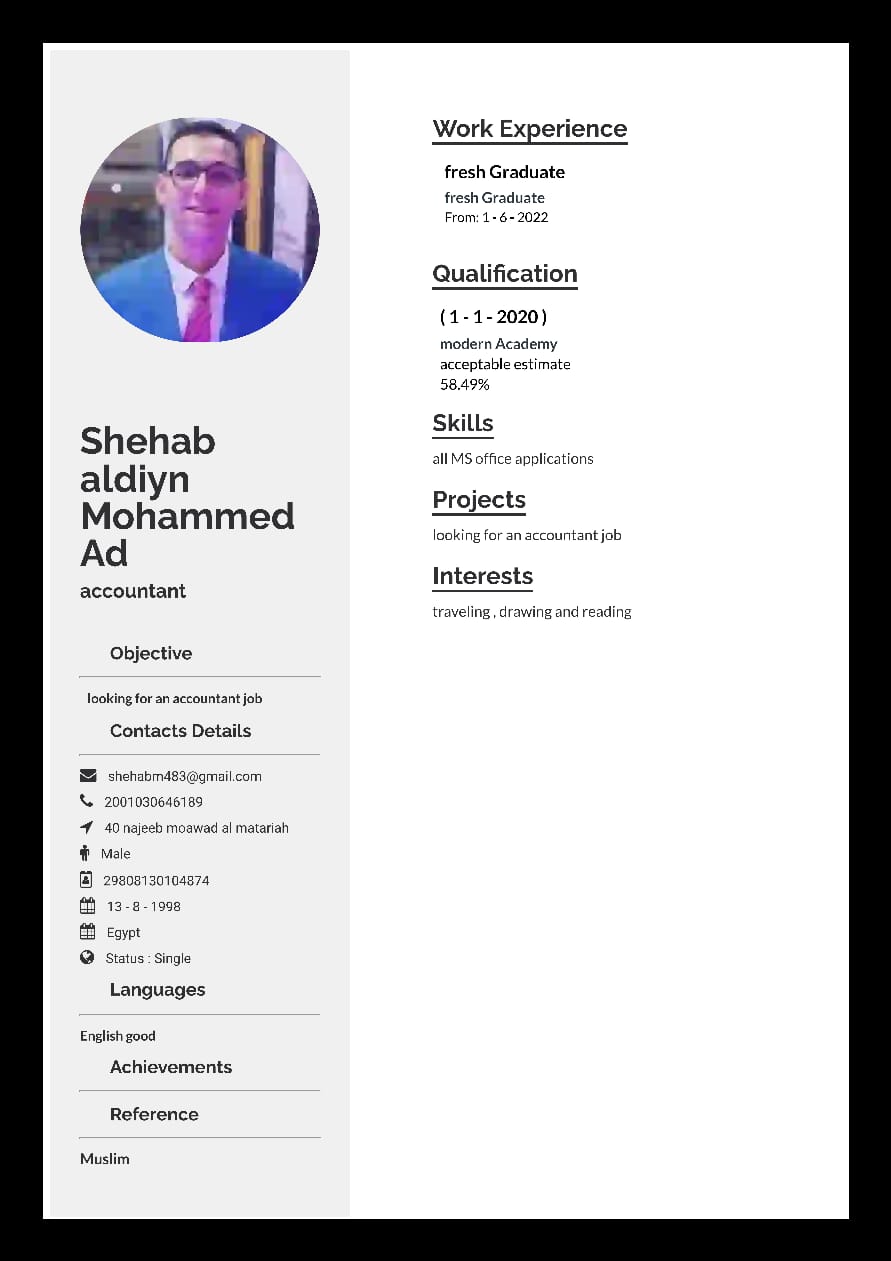 Shehab
aldiyn
Mohammed
Ad
accountant
Objective
looking for an accountant job
Contacts Details
shehabm483@gmail.com
2001030646189
40 najeeb moawad al matariah
Male
29808130104874
13 - 8 - 1998
Egypt
Status : Single
Languages
English good
Achievements
Reference
Muslim
Work Experience
fresh Graduate
fresh Graduate
From: 1 - 6 - 2022
Qualification
( 1 - 1 - 2020 )
modern Academy
acceptable estimate
58.49%
Skills
all MS office applications
Projects
looking for an accountant job
Interests
traveling , drawing and reading